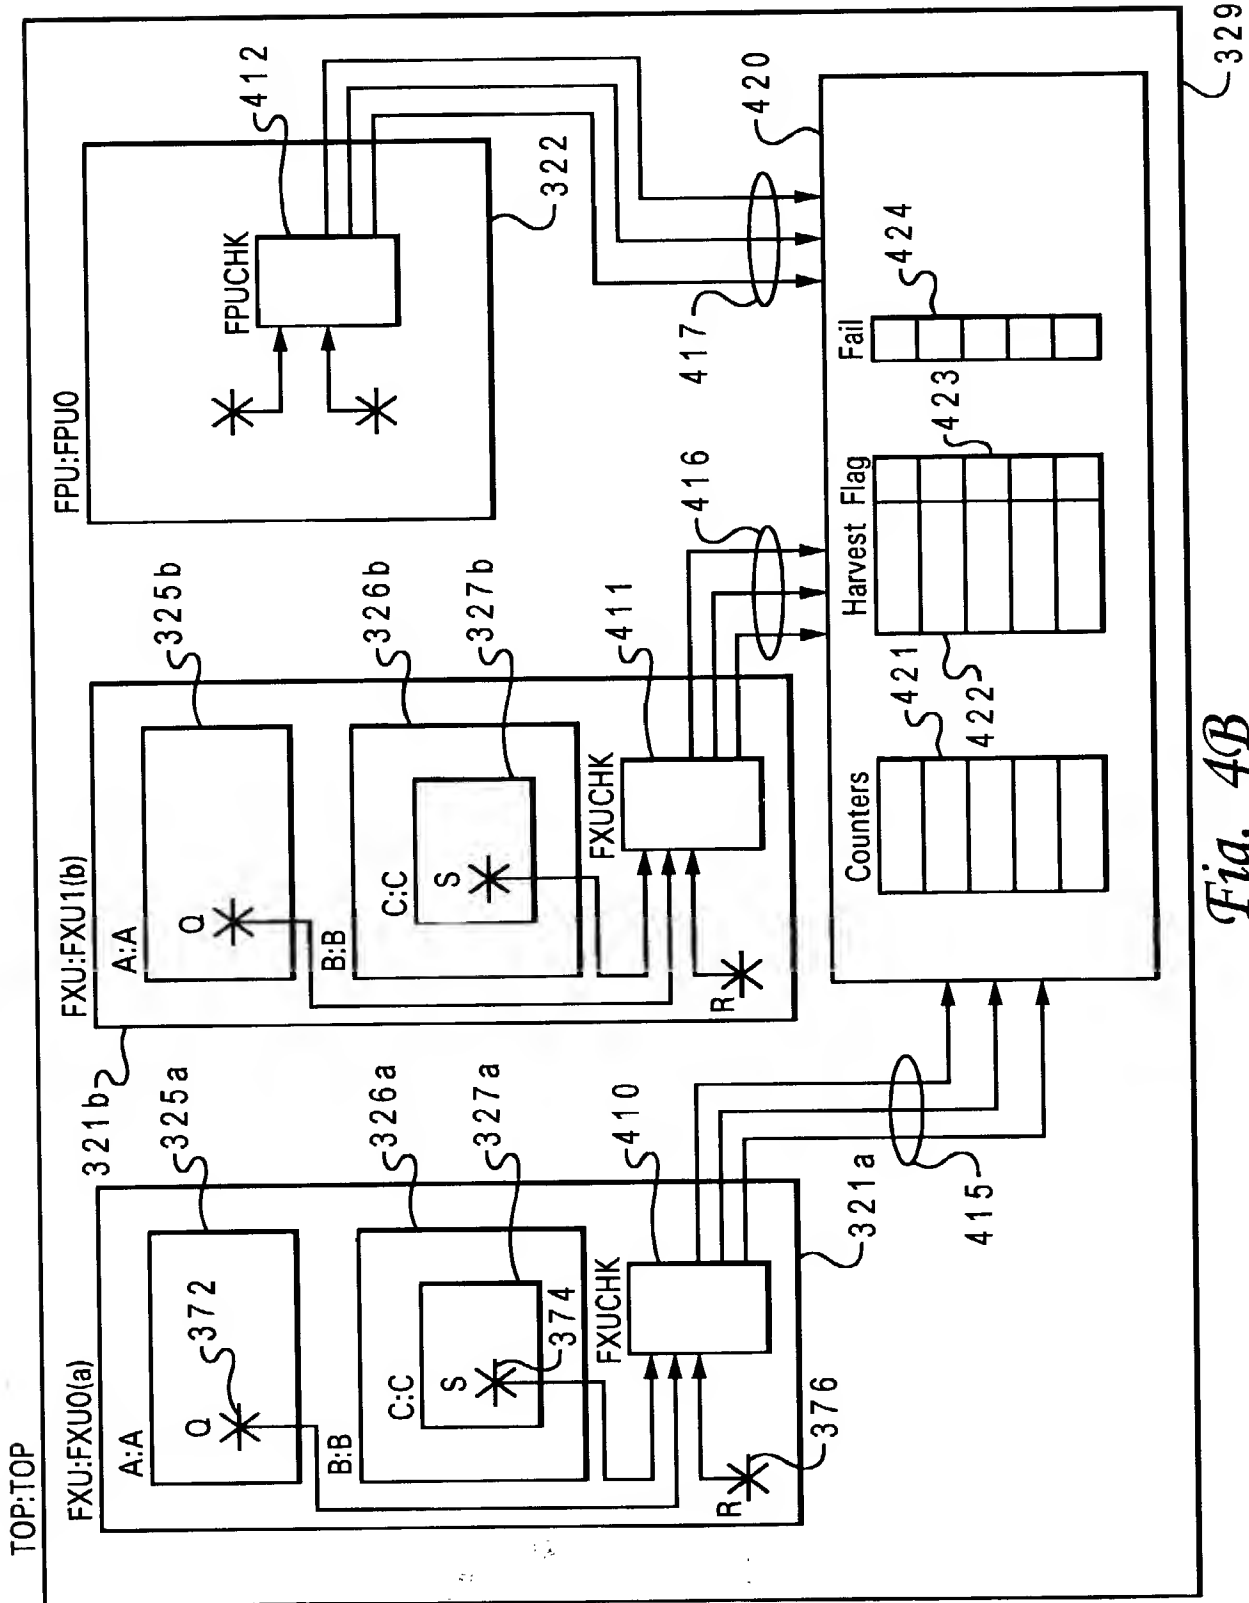 TOP:TOP
FXU:FXU0(a)
A:A
Q
372
325a
B:B
326a
C:C
327a
S
374
FXUCHK
410
R
376
321a
415
321b
FXU:FXU1(b)
A:A
Q
325b
B:B
326b
C:C
327b
S
FXUCHK
411
R
416
FPU:FPU0
FPUCHK
412
322
417
420
Counters
421
Harvest Flag
422
423
Fail
424
329
Fig. 4B